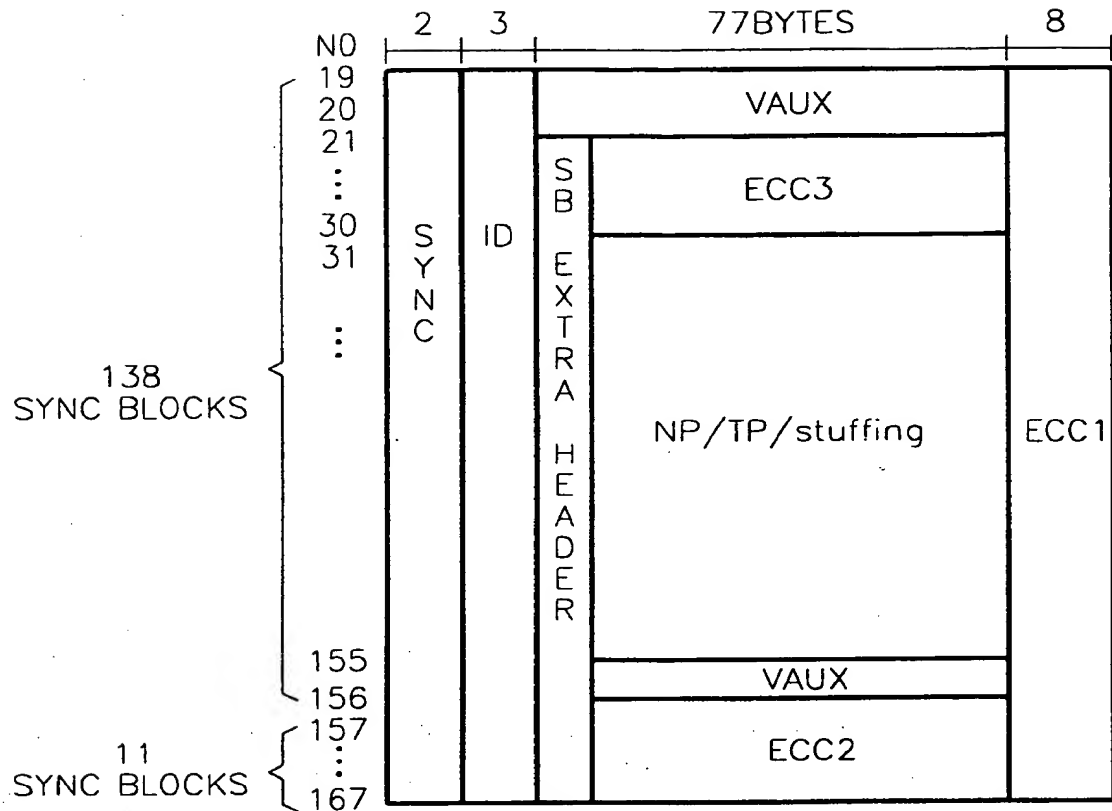 2 3 77BYTES 8
NO
19
20
21
⋮
30
31
⋮
155
156
157
⋮
167
138
SYNC BLOCKS
11
SYNC BLOCKS
SYNC
ID
SB EXTRA HEADER
VAUX
ECC3
NP/TP/stuffing
VAUX
ECC2
ECC1